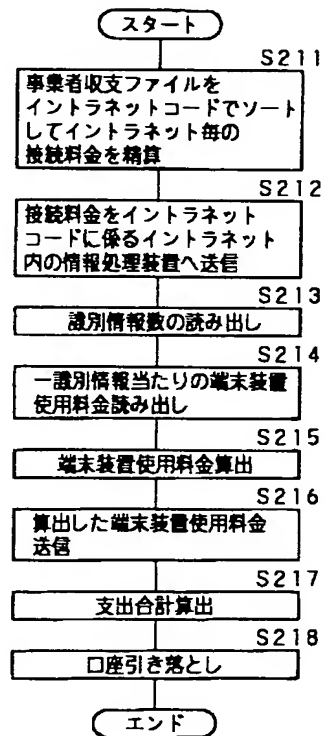 スタート
S211
事業者収支ファイルを
イントラネットコードでソート
してイントラネット毎の
接続料金を精算
S212
接続料金をイントラネット
コードに係るイントラネット
内の情報処理装置へ送信
S213
識別情報数の読み出し
S214
一識別情報当たりの端末装置
使用料金読み出し
S215
端末装置使用料金算出
S216
算出した端末装置使用料金
送信
S217
支出合計算出
S218
口座引き落とし
エンド